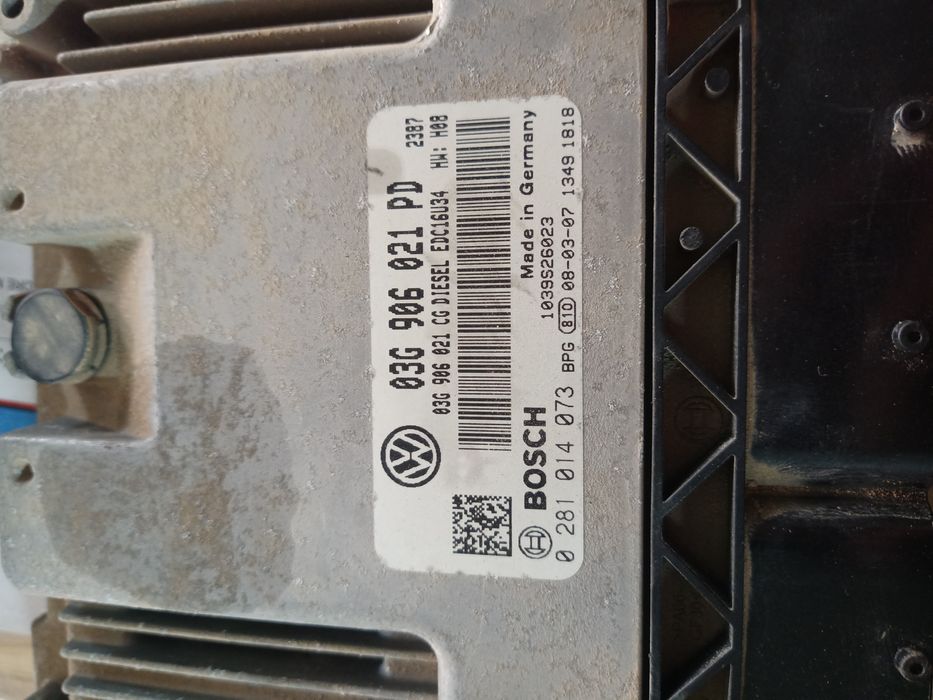 03G 906 021 PD 2387
03G 906 021 CG DIESEL EDC16U34 HW: H08
BOSCH Made in Germany
1039S26023
0 281 014 073 BPG 81D 08-03-07 1349 1818